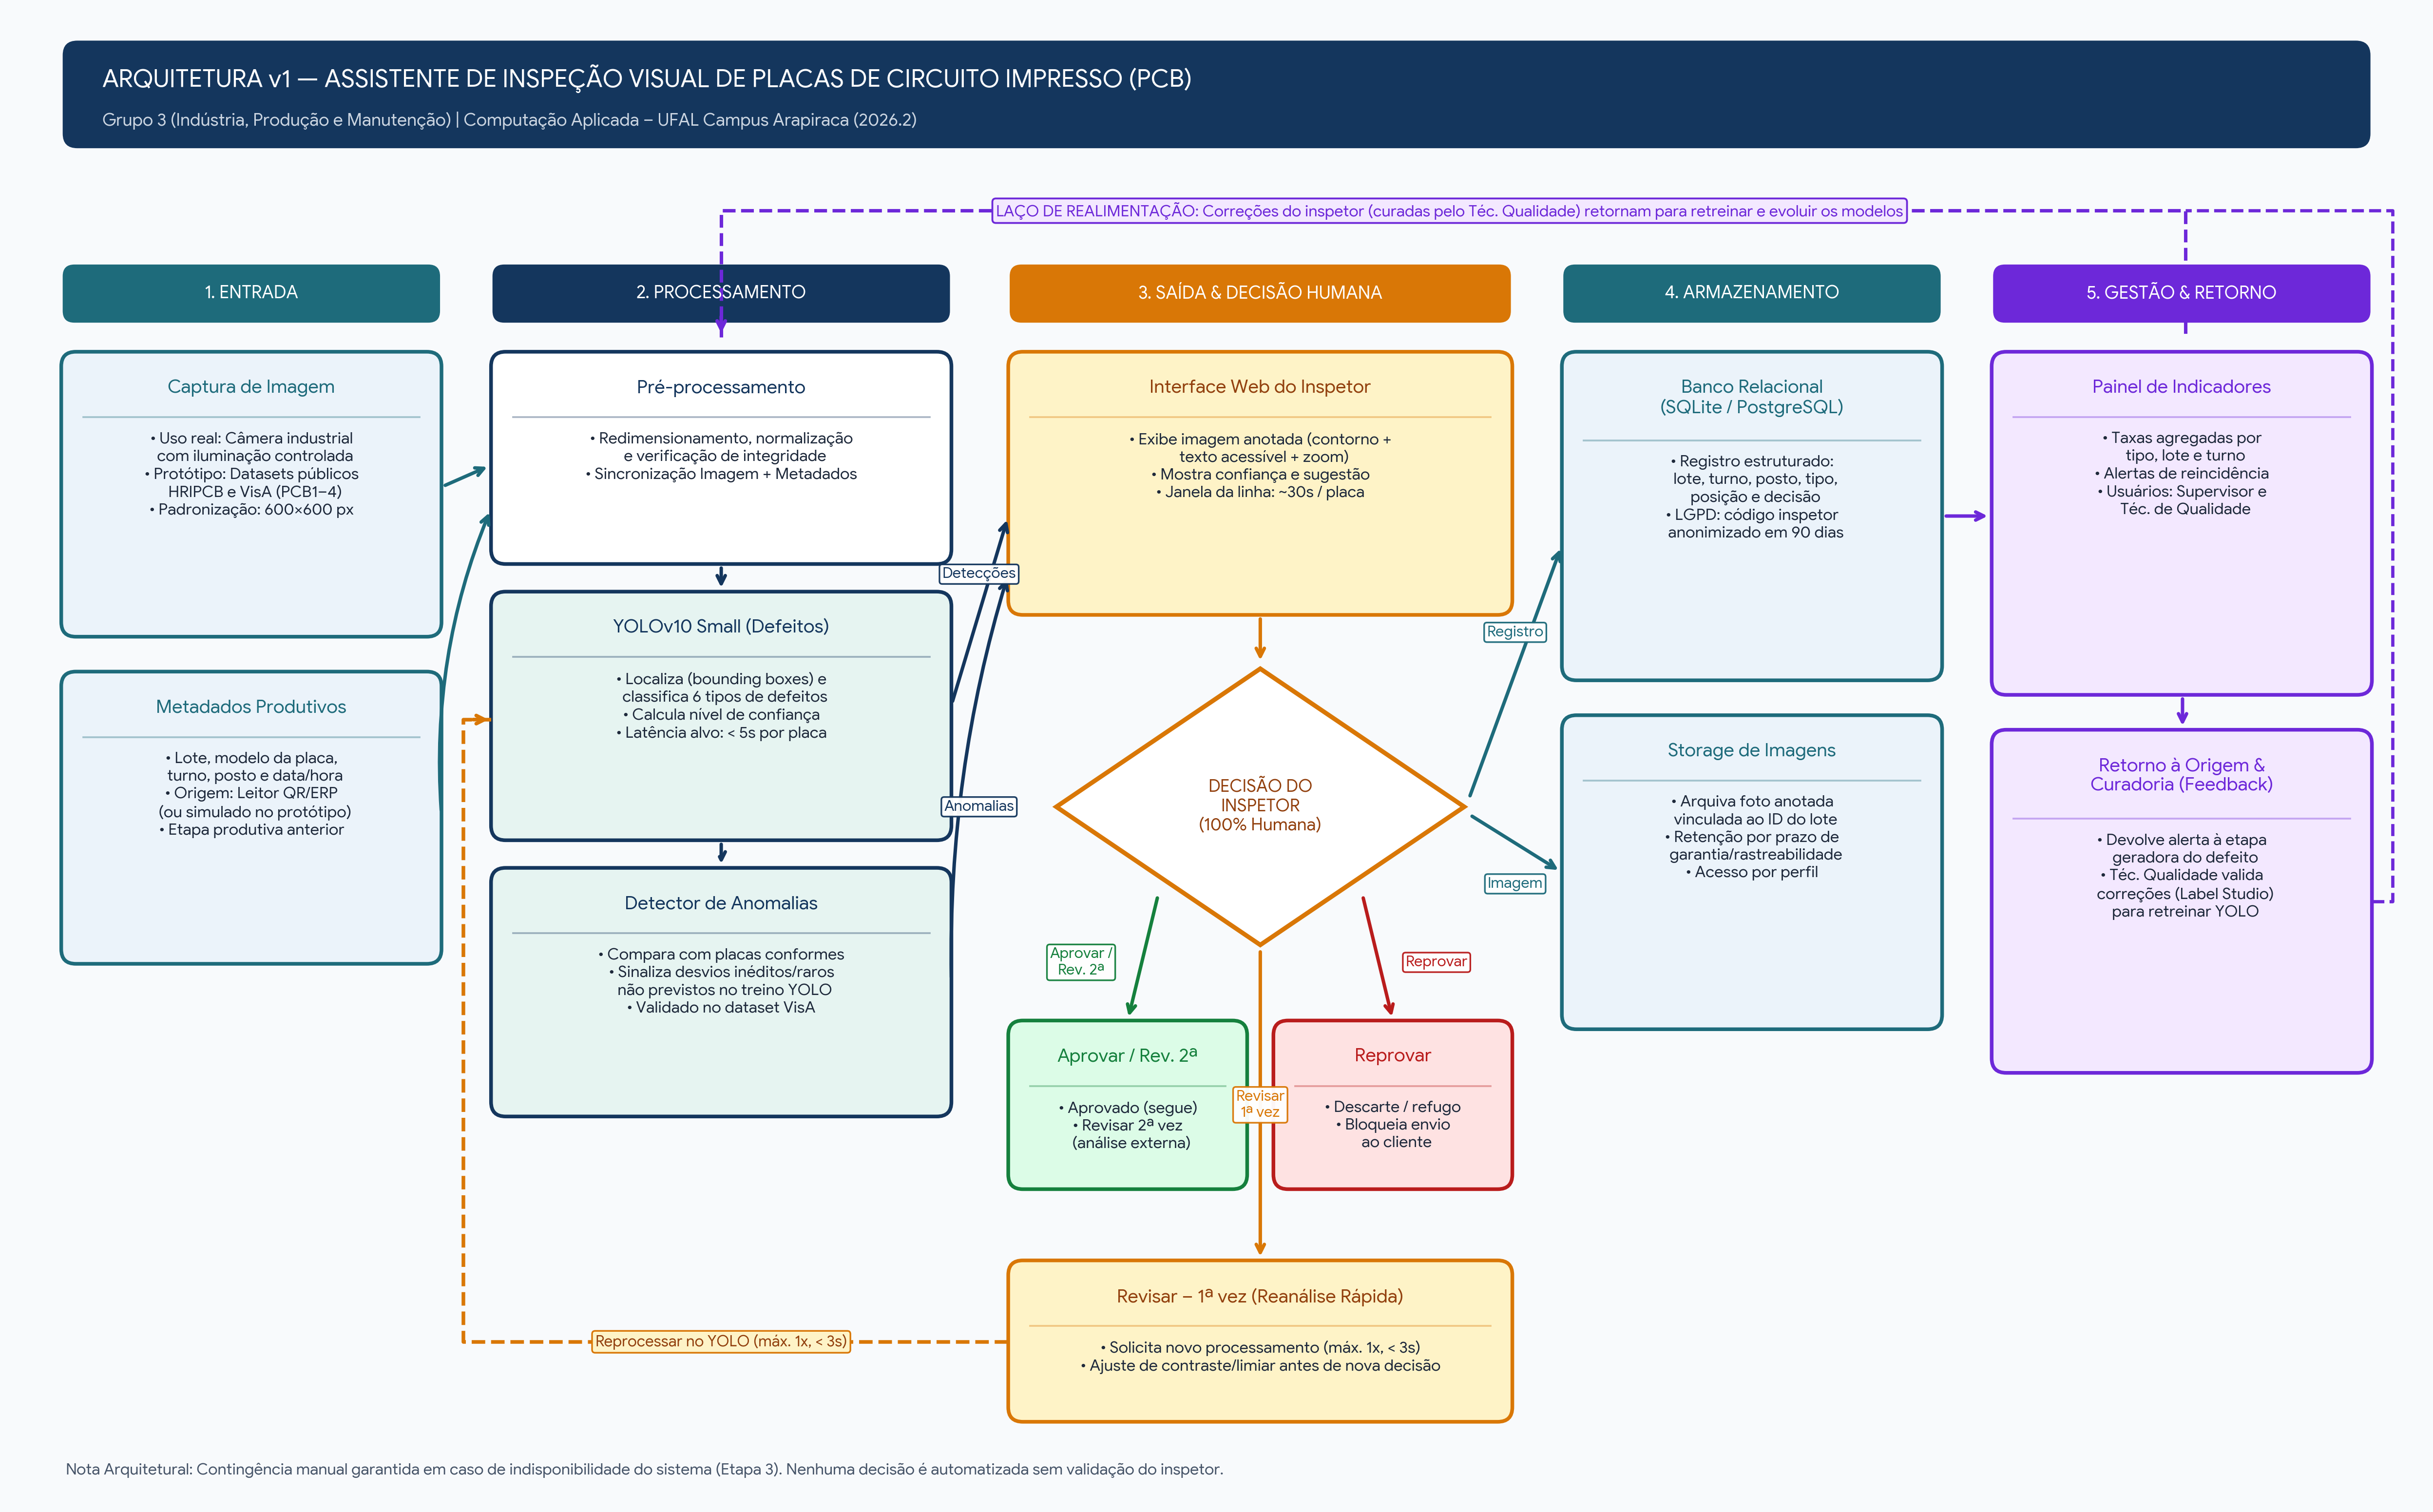 ARQUITETURA v1 — ASSISTENTE DE INSPEÇÃO VISUAL DE PLACAS DE CIRCUITO IMPRESSO (PCB)
Grupo 3 (Indústria, Produção e Manutenção) | Computação Aplicada – UFAL Campus Arapiraca (2026.2)
LAÇO DE REALIMENTAÇÃO: Correções do inspetor (curadas pelo Téc. Qualidade) retornam para retreinar e evoluir os modelos
1. ENTRADA
Captura de Imagem
• Uso real: Câmera industrial
com iluminação controlada
• Protótipo: Datasets públicos
HRIPCB e VisA (PCB1–4)
• Padronização: 600×600 px
Metadados Produtivos
• Lote, modelo da placa,
turno, posto e data/hora
• Origem: Leitor QR/ERP
(ou simulado no protótipo)
• Etapa produtiva anterior
2. PROCESSAMENTO
Pré-processamento
• Redimensionamento, normalização
e verificação de integridade
• Sincronização Imagem + Metadados
YOLOv10 Small (Defeitos)
• Localiza (bounding boxes) e
classifica 6 tipos de defeitos
• Calcula nível de confiança
• Latência alvo: < 5s por placa
Detector de Anomalias
• Compara com placas conformes
• Sinaliza desvios inéditos/raros
não previstos no treino YOLO
• Validado no dataset VisA
Detecções
Anomalias
3. SAÍDA & DECISÃO HUMANA
Interface Web do Inspetor
• Exibe imagem anotada (contorno +
texto acessível + zoom)
• Mostra confiança e sugestão
• Janela da linha: ~30s / placa
DECISÃO DO
INSPETOR
(100% Humana)
Aprovar /
Rev. 2ª
Reprovar
Aprovar / Rev. 2ª
• Aprovado (segue)
• Revisar 2ª vez
(análise externa)
Revisar
1ª vez
Reprovar
• Descarte / refugo
• Bloqueia envio
ao cliente
Revisar – 1ª vez (Reanálise Rápida)
• Solicita novo processamento (máx. 1x, < 3s)
• Ajuste de contraste/limiar antes de nova decisão
Reprocessar no YOLO (máx. 1x, < 3s)
Registro
Imagem
4. ARMAZENAMENTO
Banco Relacional
(SQLite / PostgreSQL)
• Registro estruturado:
lote, turno, posto, tipo,
posição e decisão
• LGPD: código inspetor
anonimizado em 90 dias
Storage de Imagens
• Arquiva foto anotada
vinculada ao ID do lote
• Retenção por prazo de
garantia/rastreabilidade
• Acesso por perfil
5. GESTÃO & RETORNO
Painel de Indicadores
• Taxas agregadas por
tipo, lote e turno
• Alertas de reincidência
• Usuários: Supervisor e
Téc. de Qualidade
Retorno à Origem &
Curadoria (Feedback)
• Devolve alerta à etapa
geradora do defeito
• Téc. Qualidade valida
correções (Label Studio)
para retreinar YOLO
Nota Arquitetural: Contingência manual garantida em caso de indisponibilidade do sistema (Etapa 3). Nenhuma decisão é automatizada sem validação do inspetor.